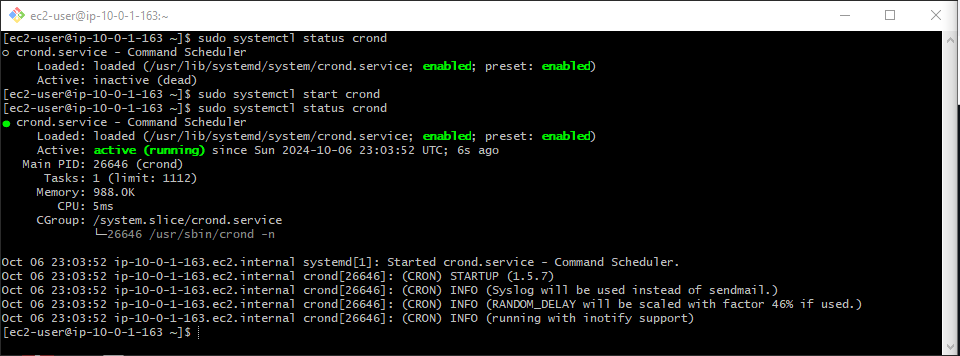 ec2-user@ip-10-0-1-163:~
[ec2-user@ip-10-0-1-163 ~]$ sudo systemctl status crond
○ crond.service - Command Scheduler
     Loaded: loaded (/usr/lib/systemd/system/crond.service; enabled; preset: enabled)
     Active: inactive (dead)
[ec2-user@ip-10-0-1-163 ~]$ sudo systemctl start crond
[ec2-user@ip-10-0-1-163 ~]$ sudo systemctl status crond
● crond.service - Command Scheduler
     Loaded: loaded (/usr/lib/systemd/system/crond.service; enabled; preset: enabled)
     Active: active (running) since Sun 2024-10-06 23:03:52 UTC; 6s ago
   Main PID: 26646 (crond)
      Tasks: 1 (limit: 1112)
     Memory: 988.0K
        CPU: 5ms
     CGroup: /system.slice/crond.service
             └─26646 /usr/sbin/crond -n
Oct 06 23:03:52 ip-10-0-1-163.ec2.internal systemd[1]: Started crond.service - Command Scheduler.
Oct 06 23:03:52 ip-10-0-1-163.ec2.internal crond[26646]: (CRON) STARTUP (1.5.7)
Oct 06 23:03:52 ip-10-0-1-163.ec2.internal crond[26646]: (CRON) INFO (Syslog will be used instead of sendmail.)
Oct 06 23:03:52 ip-10-0-1-163.ec2.internal crond[26646]: (CRON) INFO (RANDOM_DELAY will be scaled with factor 46% if used.)
Oct 06 23:03:52 ip-10-0-1-163.ec2.internal crond[26646]: (CRON) INFO (running with inotify support)
[ec2-user@ip-10-0-1-163 ~]$